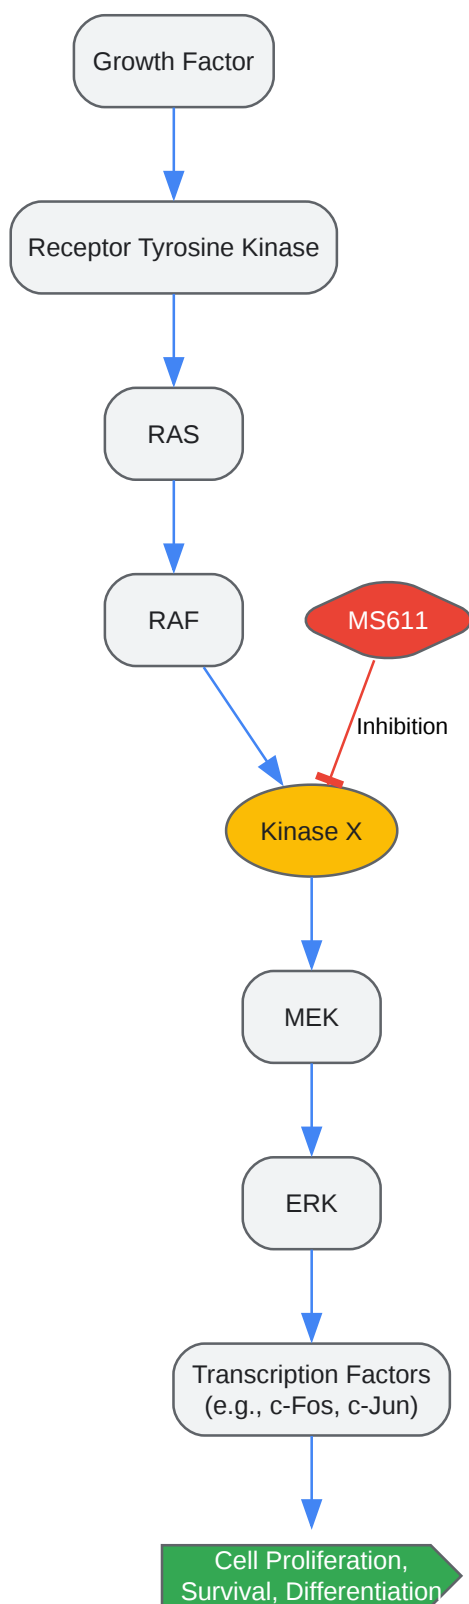 Growth Factor
Receptor Tyrosine Kinase
RAS
RAF
MS611
Inhibition
Kinase X
MEK
ERK
Transcription Factors
(e.g., c-Fos, c-Jun)
Cell Proliferation,
Survival, Differentiation